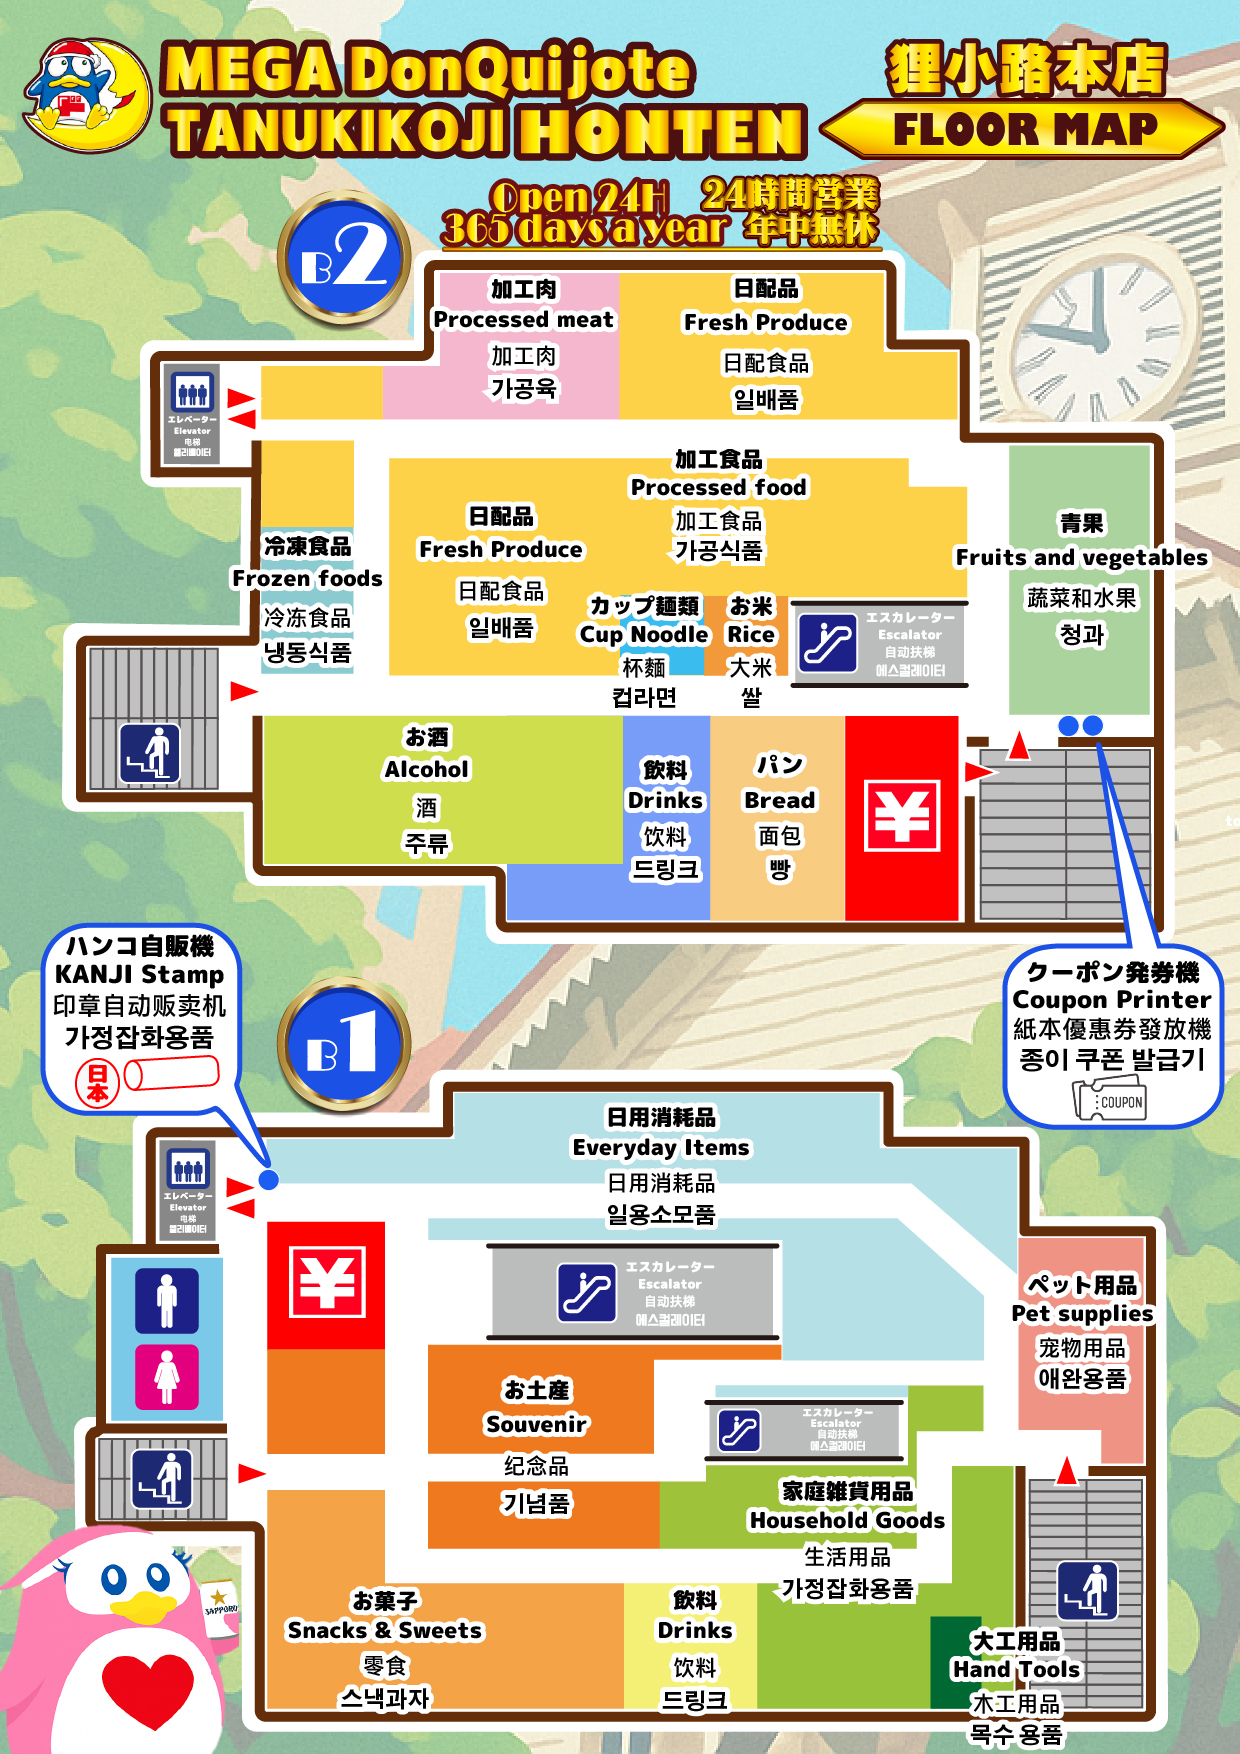 MEGA DonQuijote
TANUKIKOJI HONTEN
狸小路本店
FLOOR MAP
Open 24H
365 days a year
24時間営業
年中無休
B2
加工肉
Processed meat
加工肉
가공육
日配品
Fresh Produce
日配食品
일배품
エレベーター
Elevator
电梯
엘리베이터
加工食品
Processed food
加工食品
가공식품
日配品
Fresh Produce
日配食品
일배품
冷凍食品
Frozen foods
冷冻食品
냉동식품
青果
Fruits and vegetables
蔬菜和水果
청과
カップ麺類
Cup Noodle
杯麵
컵라면
お米
Rice
大米
쌀
エスカレーター
Escalator
自动扶梯
에스컬레이터
お酒
Alcohol
酒
주류
飲料
Drinks
饮料
드링크
パン
Bread
面包
빵
¥
ハンコ自販機
KANJI Stamp
印章自动贩卖机
가정잡화용품
日本
クーポン発券機
Coupon Printer
紙本優惠券發放機
종이 쿠폰 발급기
COUPON
B1
日用消耗品
Everyday Items
日用消耗品
일용소모품
エレベーター
Elevator
电梯
엘리베이터
¥
エスカレーター
Escalator
自动扶梯
에스컬레이터
ペット用品
Pet supplies
宠物用品
애완용품
お土産
Souvenir
纪念品
기념품
エスカレーター
Escalator
自动扶梯
에스컬레이터
家庭雑貨用品
Household Goods
生活用品
가정잡화용품
お菓子
Snacks & Sweets
零食
스낵과자
飲料
Drinks
饮料
드링크
大工用品
Hand Tools
木工用品
목수 용품
SAPPORO
to